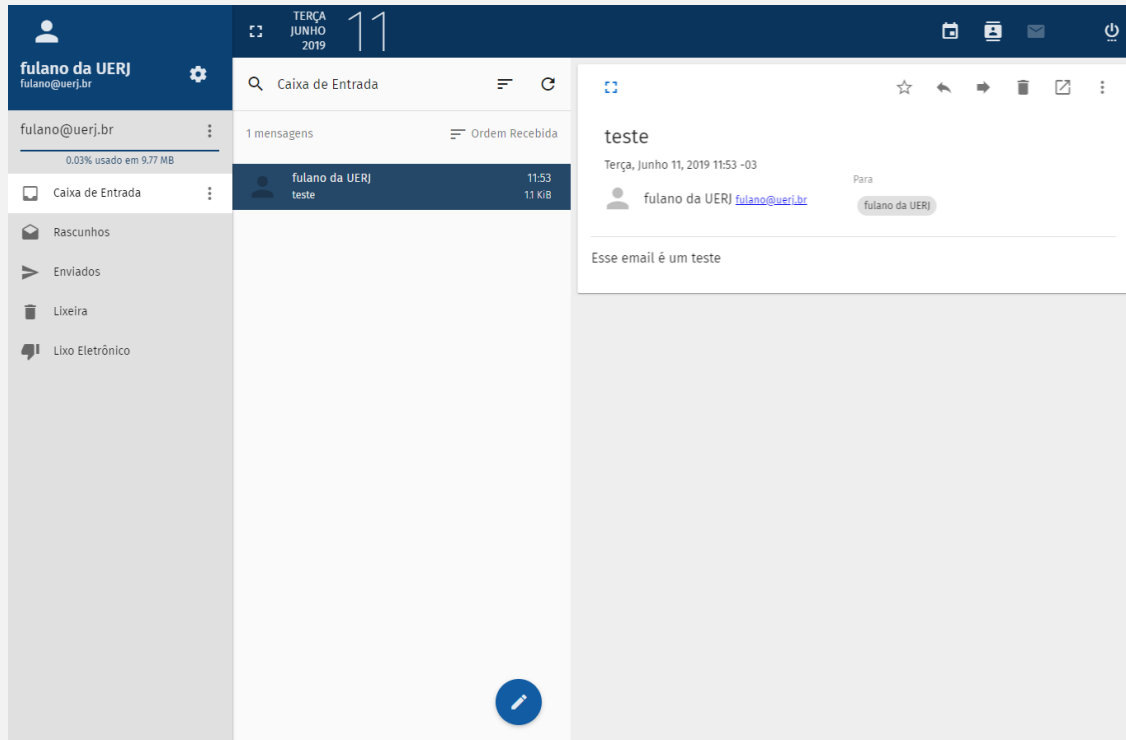 fulano da UERJ
fulano@uerj.br
TERÇA
JUNHO
2019
11
fulano@uerj.br
0.03% usado em 9.77 MB
Caixa de Entrada
Rascunhos
Enviados
Lixeira
Lixo Eletrônico
Caixa de Entrada
1 mensagens
Ordem Recebida
fulano da UERJ
11:53
teste
1.1 KiB
teste
Terça, Junho 11, 2019 11:53 -03
Para
fulano da UERJ fulano@uerj.br
fulano da UERJ
Esse email é um teste